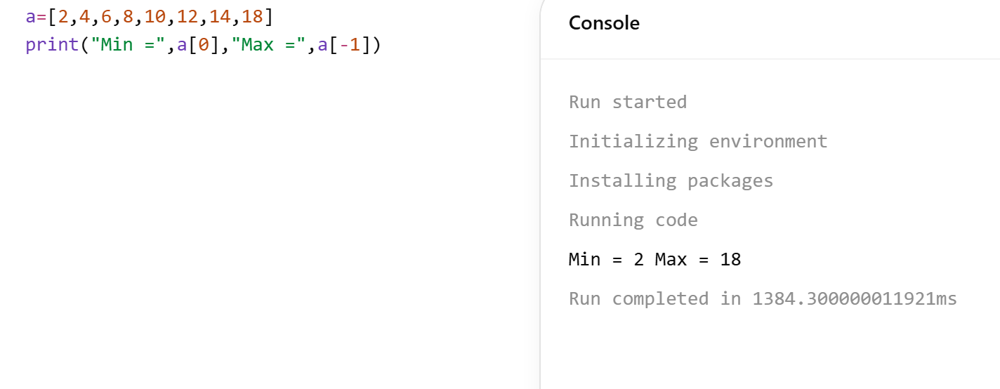 a=[2,4,6,8,10,12,14,18]
print("Min =",a[0],"Max =",a[-1])
Console
Run started
Initializing environment
Installing packages
Running code
Min = 2 Max = 18
Run completed in 1384.300000011921ms